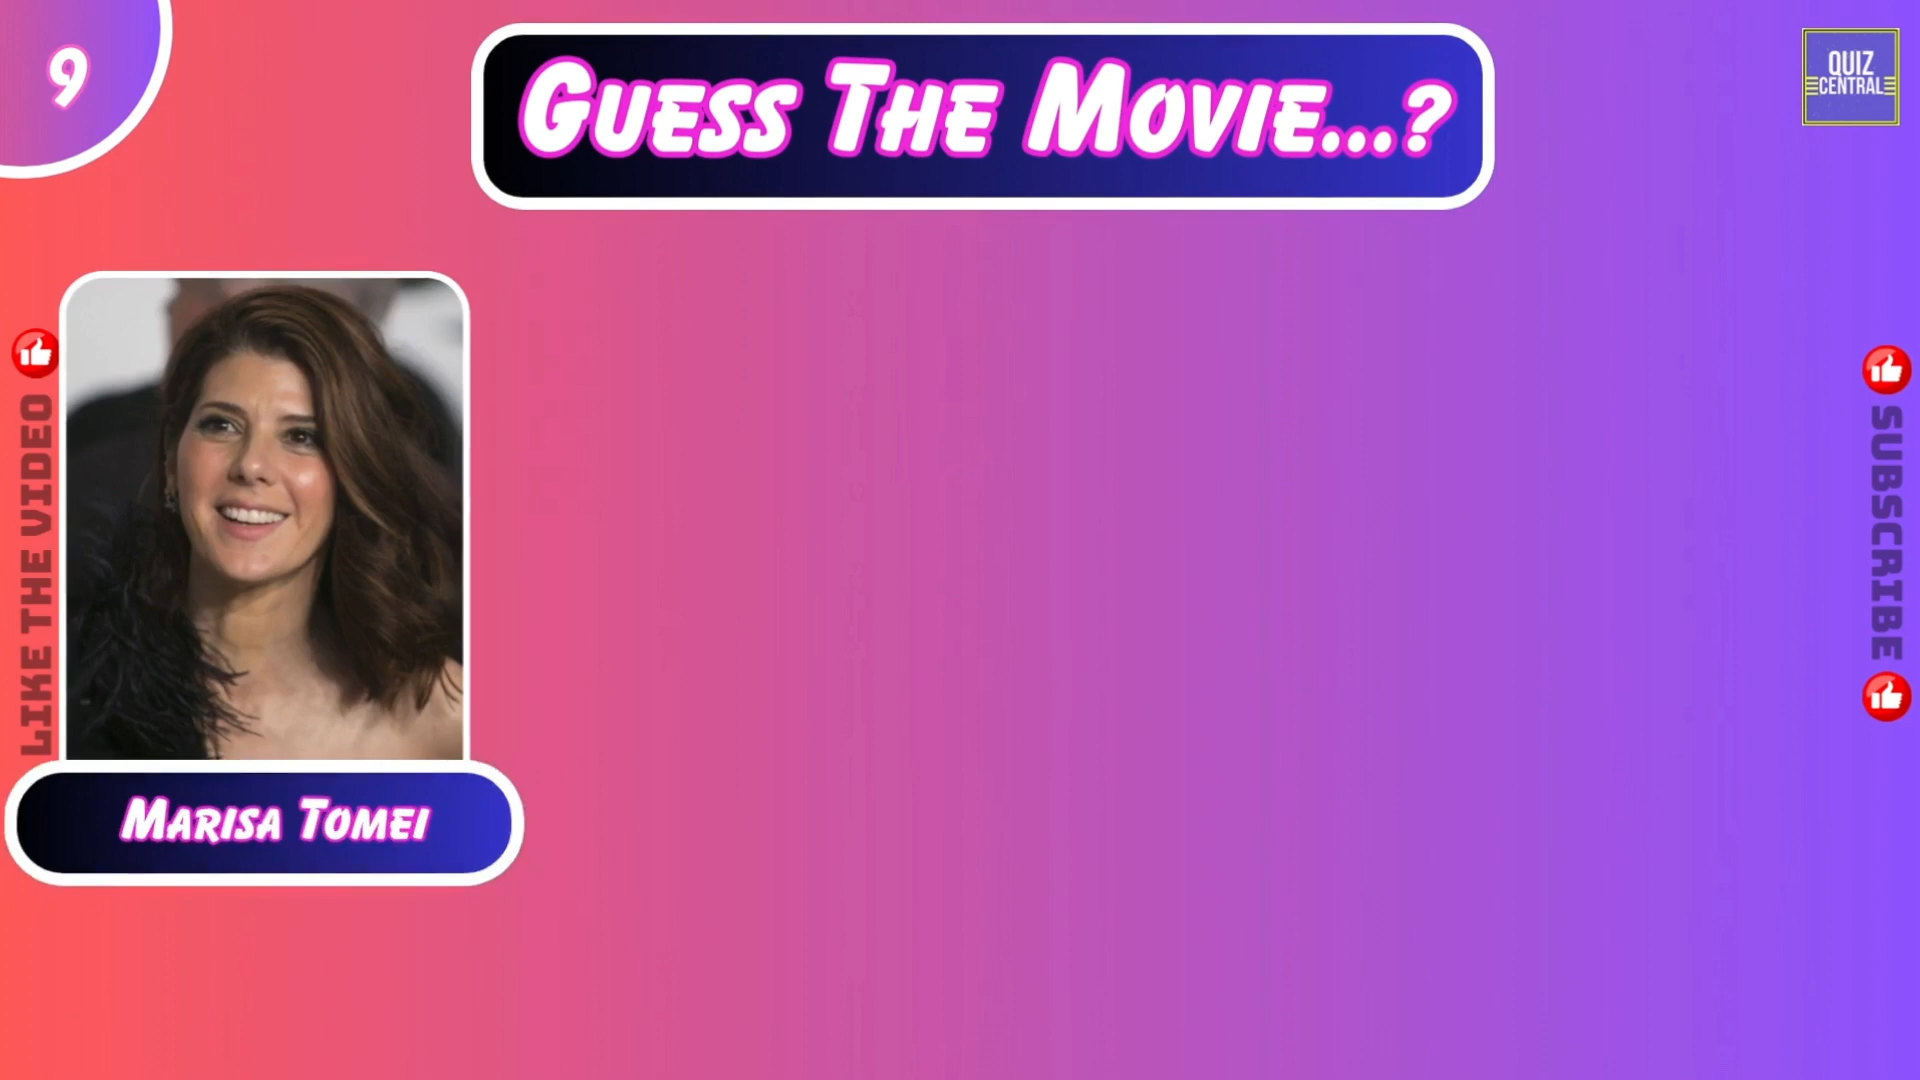 9
Guess The Movie...?
QUIZ
CENTRAL
LIKE THE VIDEO
SUBSCRIBE
Marisa Tomei